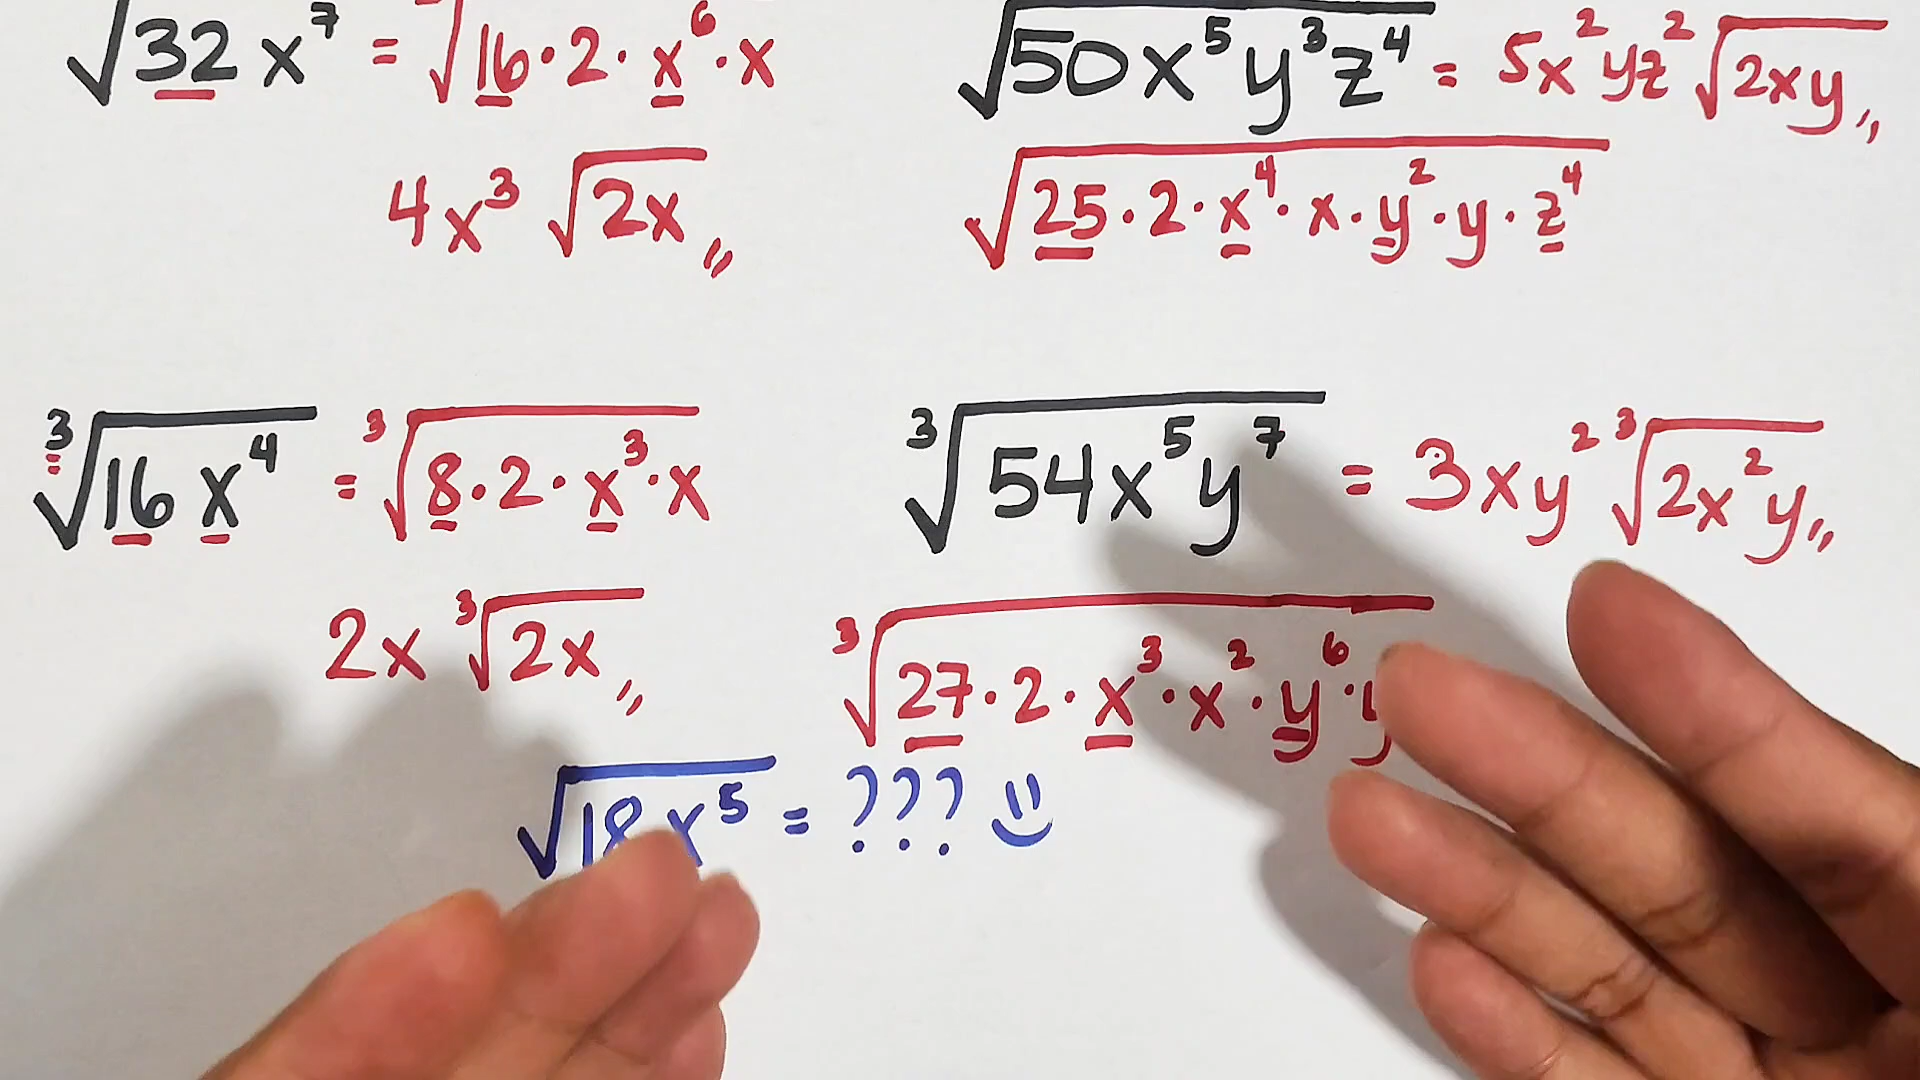 √32x⁷ = √16·2·x⁶·x
4x³ √2x
√50x⁵y³z⁴ = 5x²yz² √2xy
√25·2·x⁴·x·y²·y·z⁴
∛16x⁴ = ∛8·2·x³·x
2x ∛2x
∛54x⁵y⁷ = 3xy² ∛2x²y
∛27·2·x³·x²·y⁶·y
√18x⁵ = ???